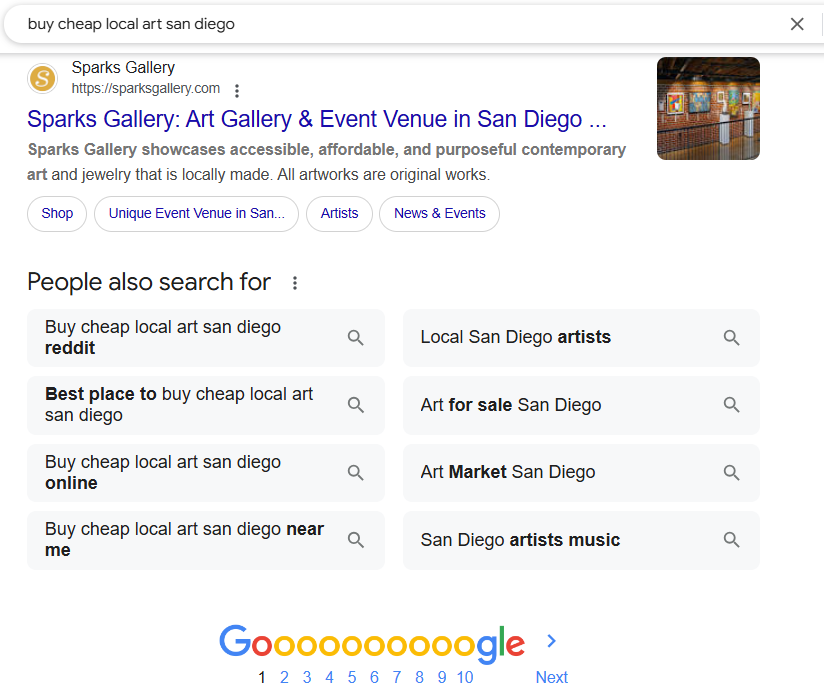 buy cheap local art san diego
S
Sparks Gallery
https://sparksgallery.com
Sparks Gallery: Art Gallery & Event Venue in San Diego ...
Sparks Gallery showcases accessible, affordable, and purposeful contemporary
art and jewelry that is locally made. All artworks are original works.
Shop Unique Event Venue in San... Artists News & Events
People also search for
Buy cheap local art san diego
reddit
Local San Diego artists
Best place to buy cheap local art
san diego
Art for sale San Diego
Buy cheap local art san diego
online
Art Market San Diego
Buy cheap local art san diego near
me
San Diego artists music
Goooooooooogle
1 2 3 4 5 6 7 8 9 10 Next